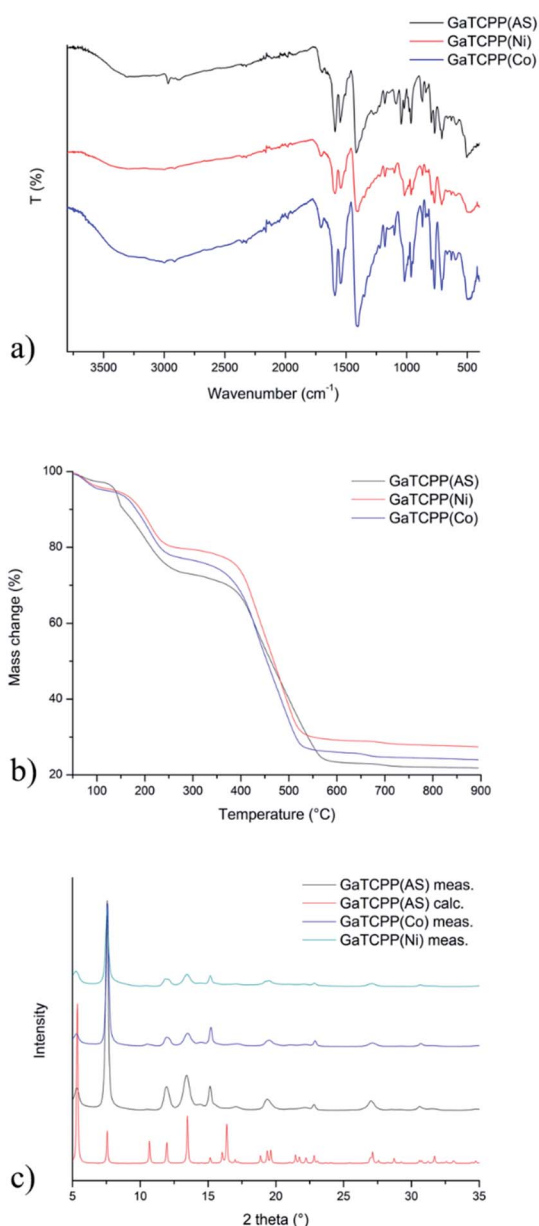 GaTCPP(AS)
GaTCPP(Ni)
GaTCPP(Co)
T (%)
3500 3000 2500 2000 1500 1000 500
a)
Wavenumber (cm⁻¹)
100
GaTCPP(AS)
GaTCPP(Ni)
GaTCPP(Co)
80
Mass change (%)
60
40
20
b)
100 200 300 400 500 600 700 800 900
Temperature (°C)
GaTCPP(AS) meas.
GaTCPP(AS) calc.
GaTCPP(Co) meas.
GaTCPP(Ni) meas.
Intensity
c)
5 10 15 20 25 30 35
2 theta (°)